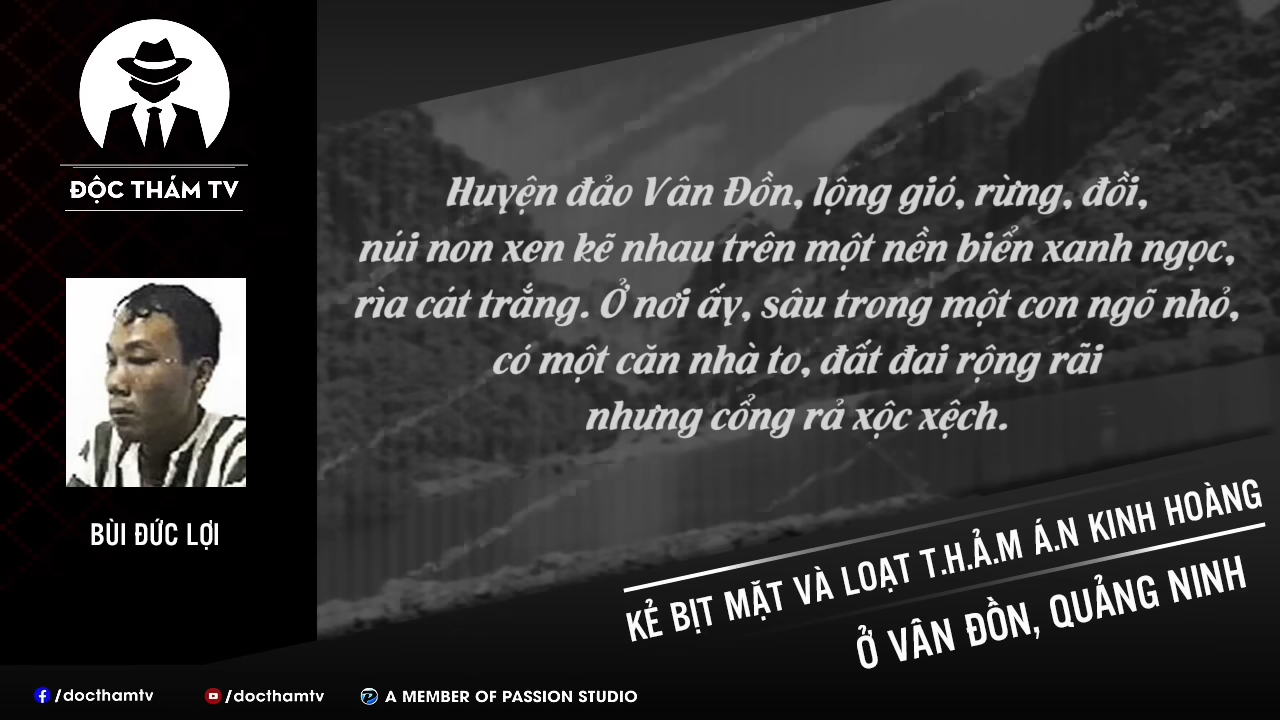 ĐỘC THÁM TV
BÙI ĐỨC LỢI
Huyện đảo Vân Đồn, lộng gió, rừng, đồi,
núi non xen kẽ nhau trên một nền biển xanh ngọc,
rìa cát trắng. Ở nơi ấy, sâu trong một con ngõ nhỏ,
có một căn nhà to, đất đai rộng rãi
nhưng cổng rả xộc xệch.
KẺ BỊT MẶT VÀ LOẠT T.H.Ả.M Á.N KINH HOÀNG
Ở VÂN ĐỒN, QUẢNG NINH
/docthamtv
/docthamtv
A MEMBER OF PASSION STUDIO